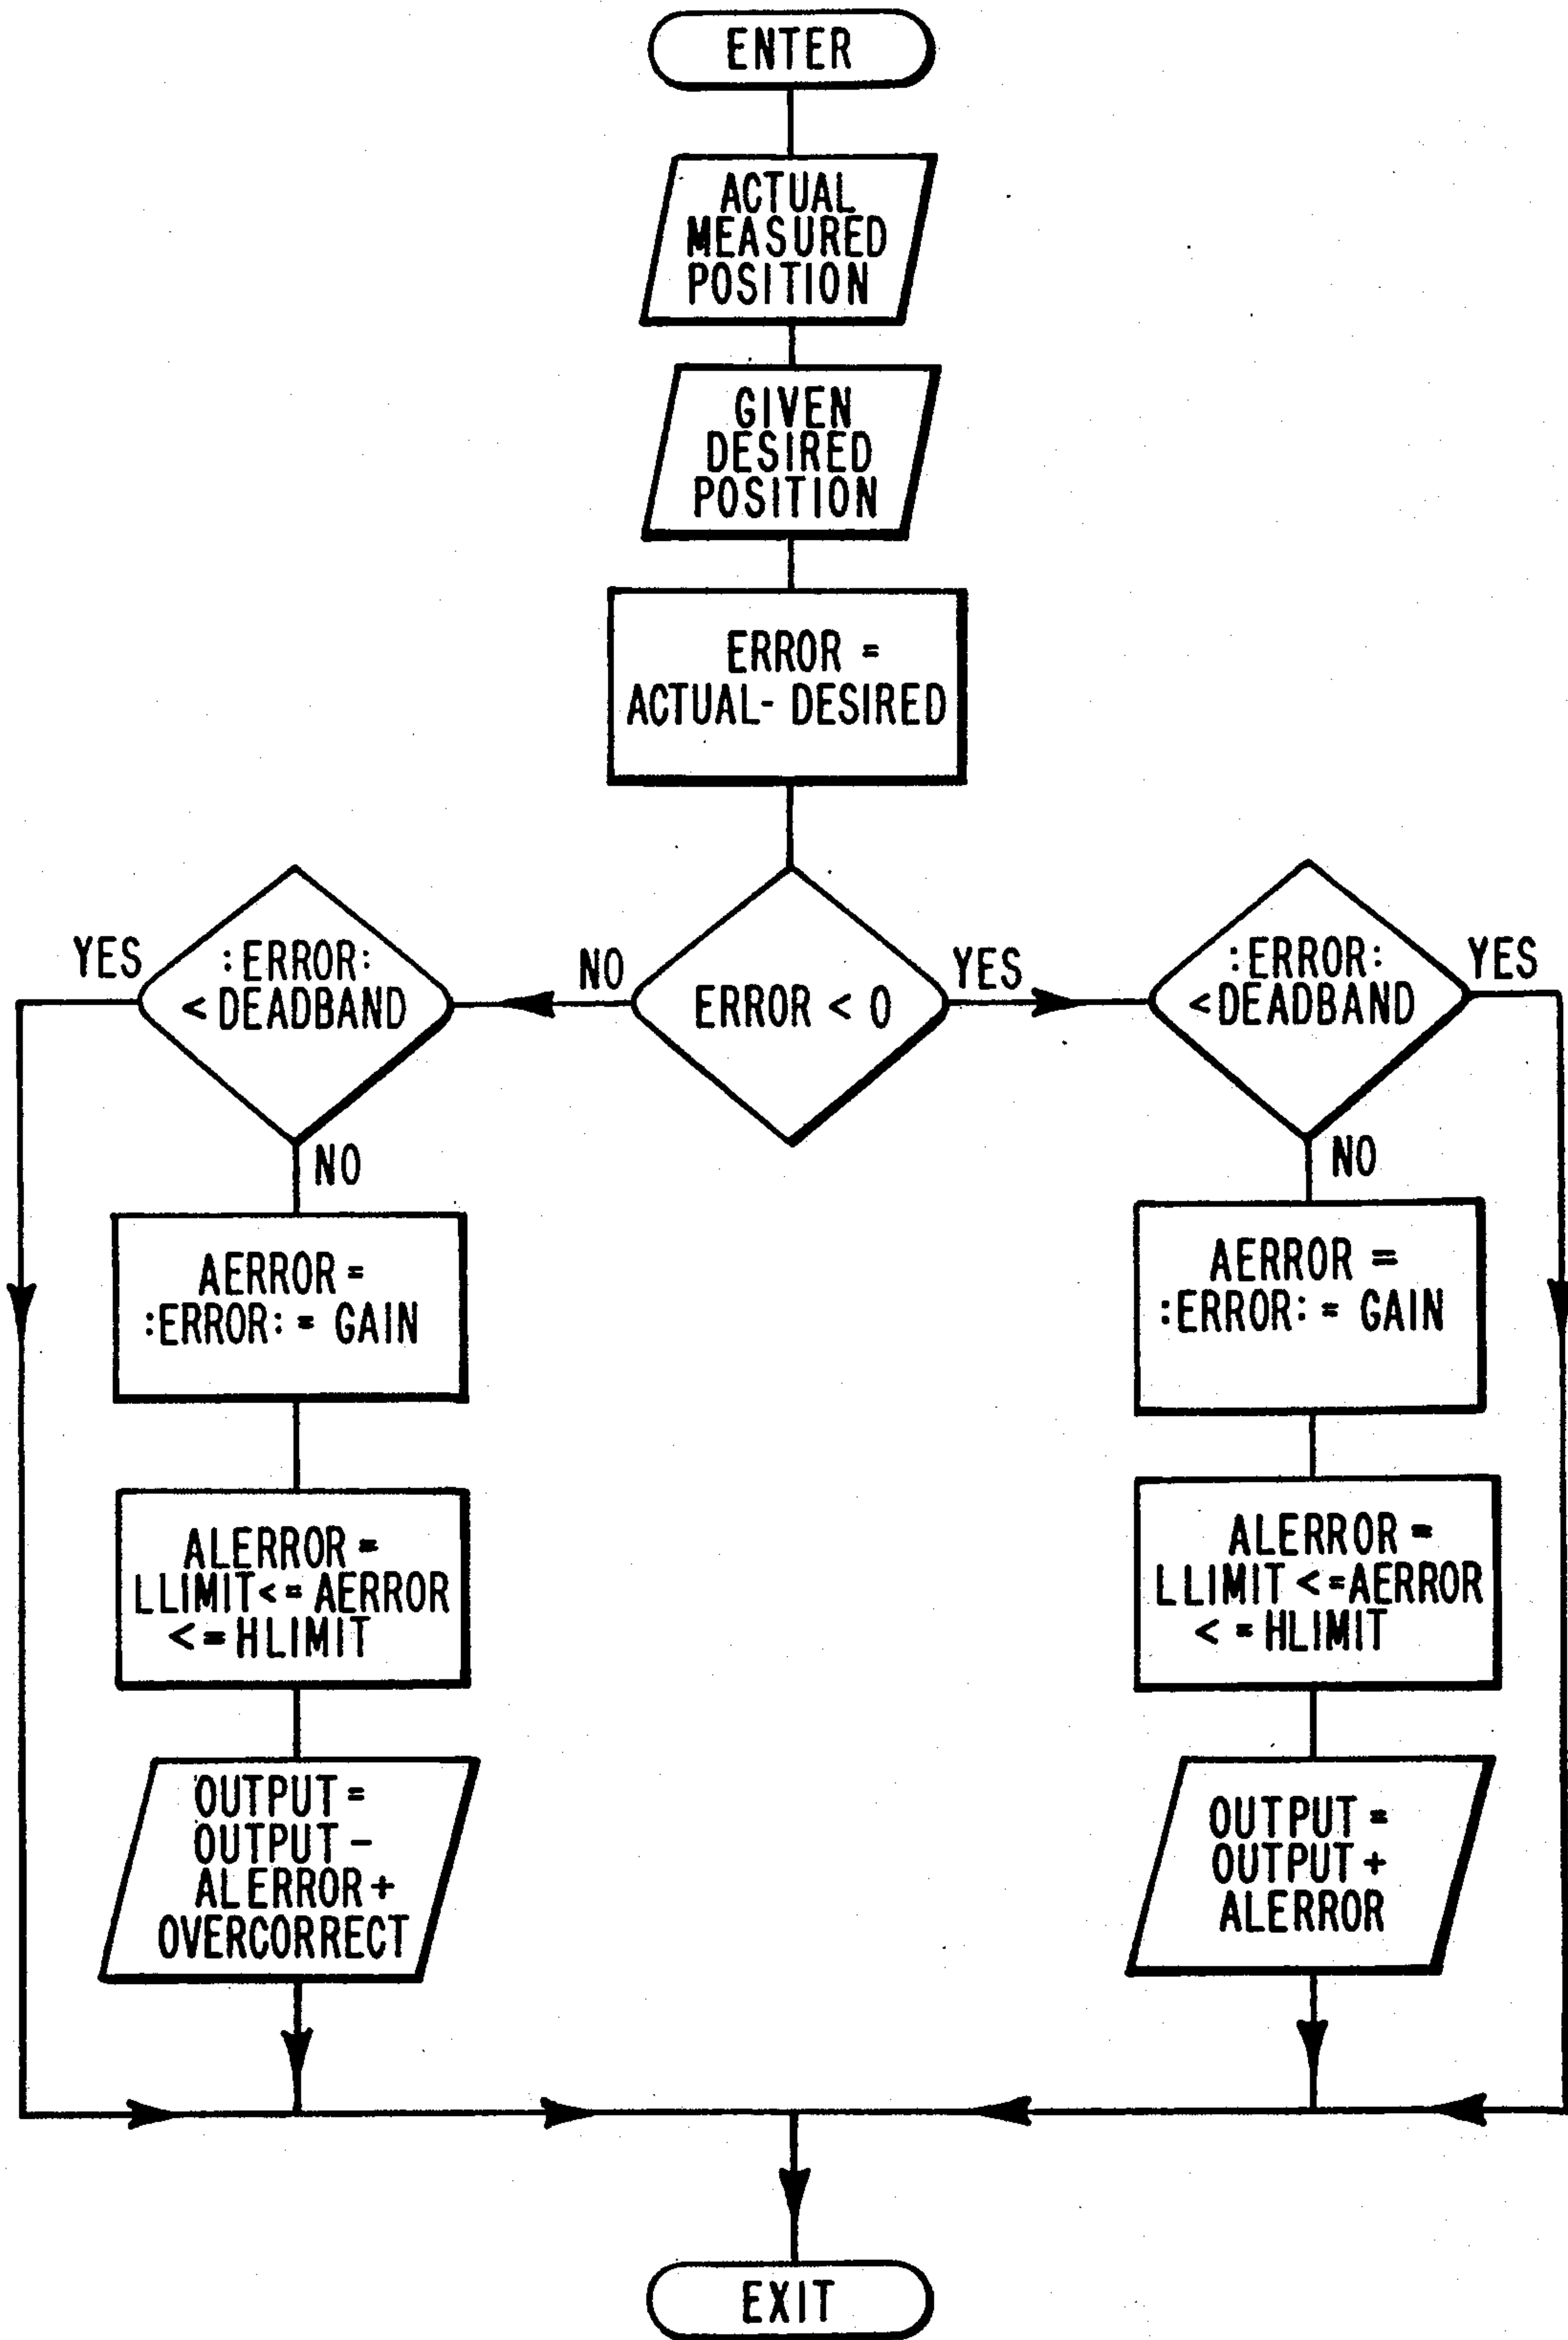 ENTER
ACTUAL
MEASURED
POSITION
GIVEN
DESIRED
POSITION
ERROR =
ACTUAL- DESIRED
YES
:ERROR:
< DEADBAND
NO
ERROR < 0
YES
:ERROR:
<DEADBAND
YES
NO
NO
AERROR =
:ERROR: = GAIN
AERROR =
:ERROR: = GAIN
ALERROR =
LLIMIT<= AERROR
<= HLIMIT
ALERROR =
LLIMIT <=AERROR
< = HLIMIT
OUTPUT =
OUTPUT -
ALERROR +
OVERCORRECT
OUTPUT =
OUTPUT +
ALERROR
EXIT